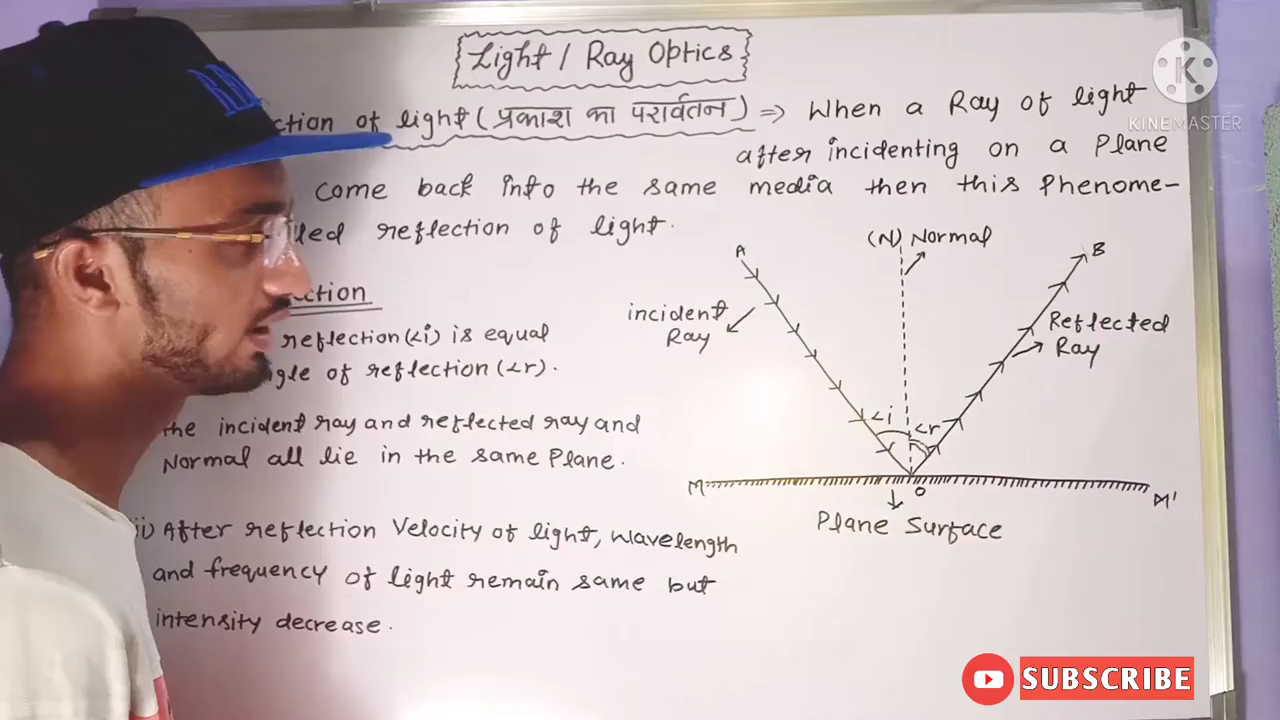 Light / Ray Optics
ction of light (प्रकाश का परावर्तन) ⇒ When a Ray of light
after incidenting on a Plane
come back into the same media then this Phenome-
led reflection of light.
ction
reflection (∠i) is equal
gle of reflection (∠r).
the incident ray and reflected ray and
Normal all lie in the same Plane.
ii) After reflection Velocity of light, wavelength
and frequency of light remain same but
intensity decrease.
(N) Normal
A
B
incident
Ray
Reflected
Ray
∠i
∠r
M
O
M'
Plane Surface
K
KINEMASTER
SUBSCRIBE